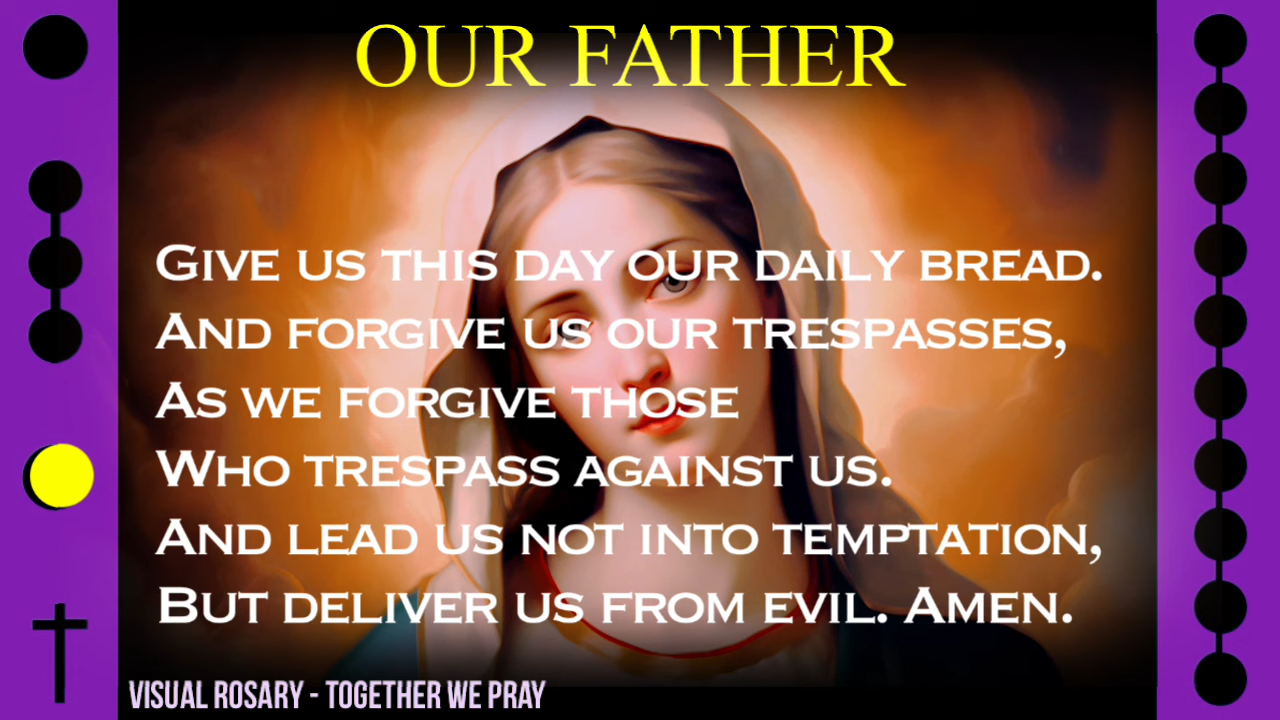 OUR FATHER
GIVE US THIS DAY OUR DAILY BREAD.
AND FORGIVE US OUR TRESPASSES,
AS WE FORGIVE THOSE
WHO TRESPASS AGAINST US.
AND LEAD US NOT INTO TEMPTATION,
BUT DELIVER US FROM EVIL. AMEN.
VISUAL ROSARY - TOGETHER WE PRAY